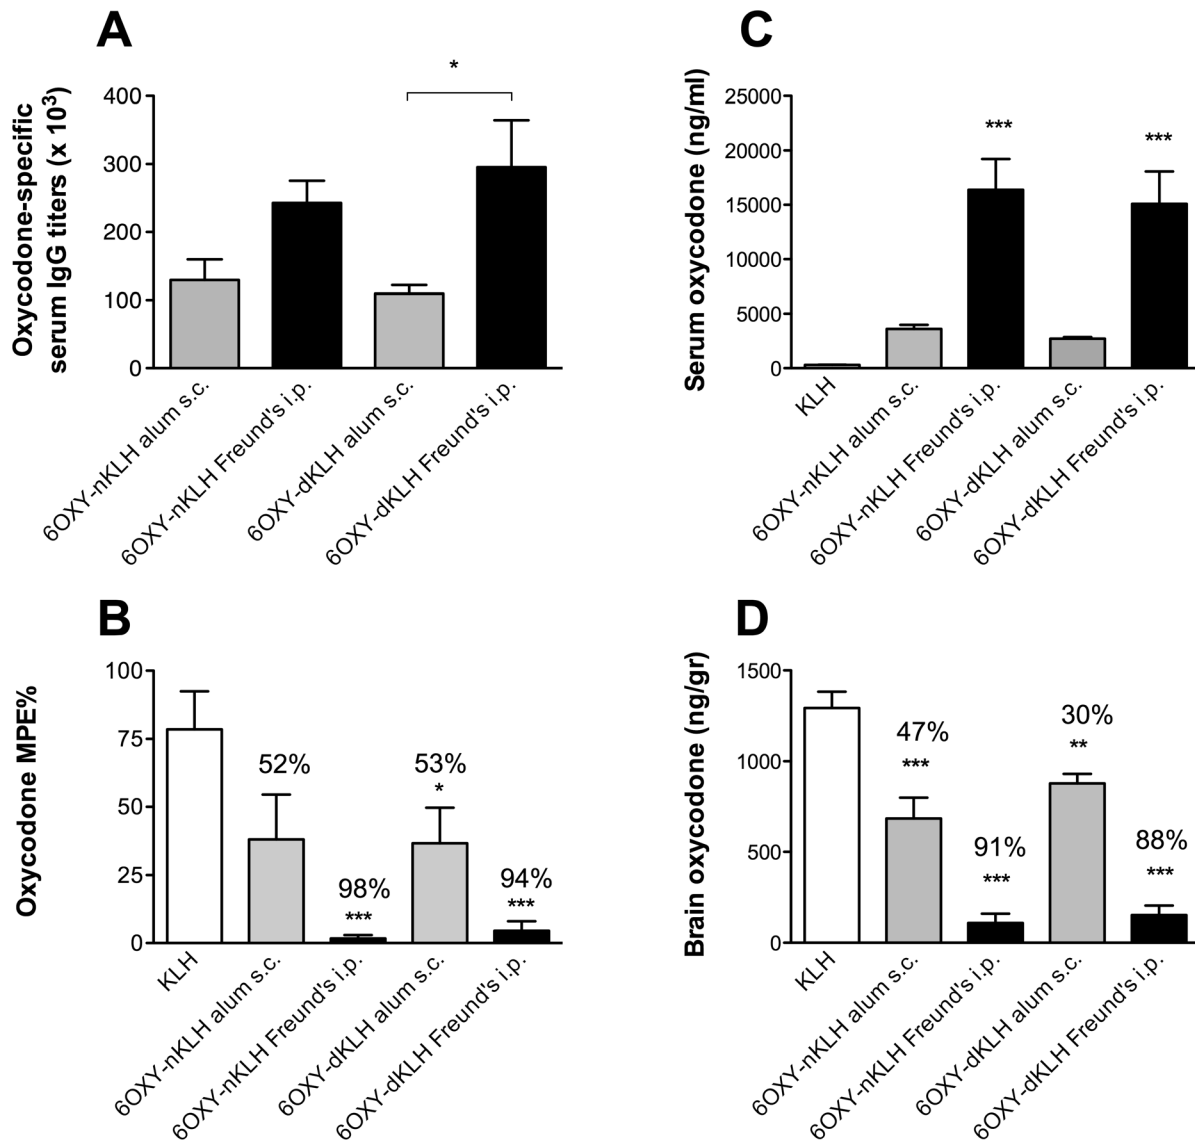 A
Oxycodone-specific
serum IgG titers (x 10³)
400
300
200
100
0
*
6OXY-nKLH alum s.c.
6OXY-nKLH Freund's i.p.
6OXY-dKLH alum s.c.
6OXY-dKLH Freund's i.p.
C
Serum oxycodone (ng/ml)
25000
20000
15000
10000
5000
0
***
***
KLH
6OXY-nKLH alum s.c.
6OXY-nKLH Freund's i.p.
6OXY-dKLH alum s.c.
6OXY-dKLH Freund's i.p.
B
Oxycodone MPE%
100
75
50
25
0
52%
98%
***
53%
*
94%
***
KLH
6OXY-nKLH alum s.c.
6OXY-nKLH Freund's i.p.
6OXY-dKLH alum s.c.
6OXY-dKLH Freund's i.p.
D
Brain oxycodone (ng/gr)
1500
1000
500
0
47%
***
91%
***
30%
**
88%
***
KLH
6OXY-nKLH alum s.c.
6OXY-nKLH Freund's i.p.
6OXY-dKLH alum s.c.
6OXY-dKLH Freund's i.p.